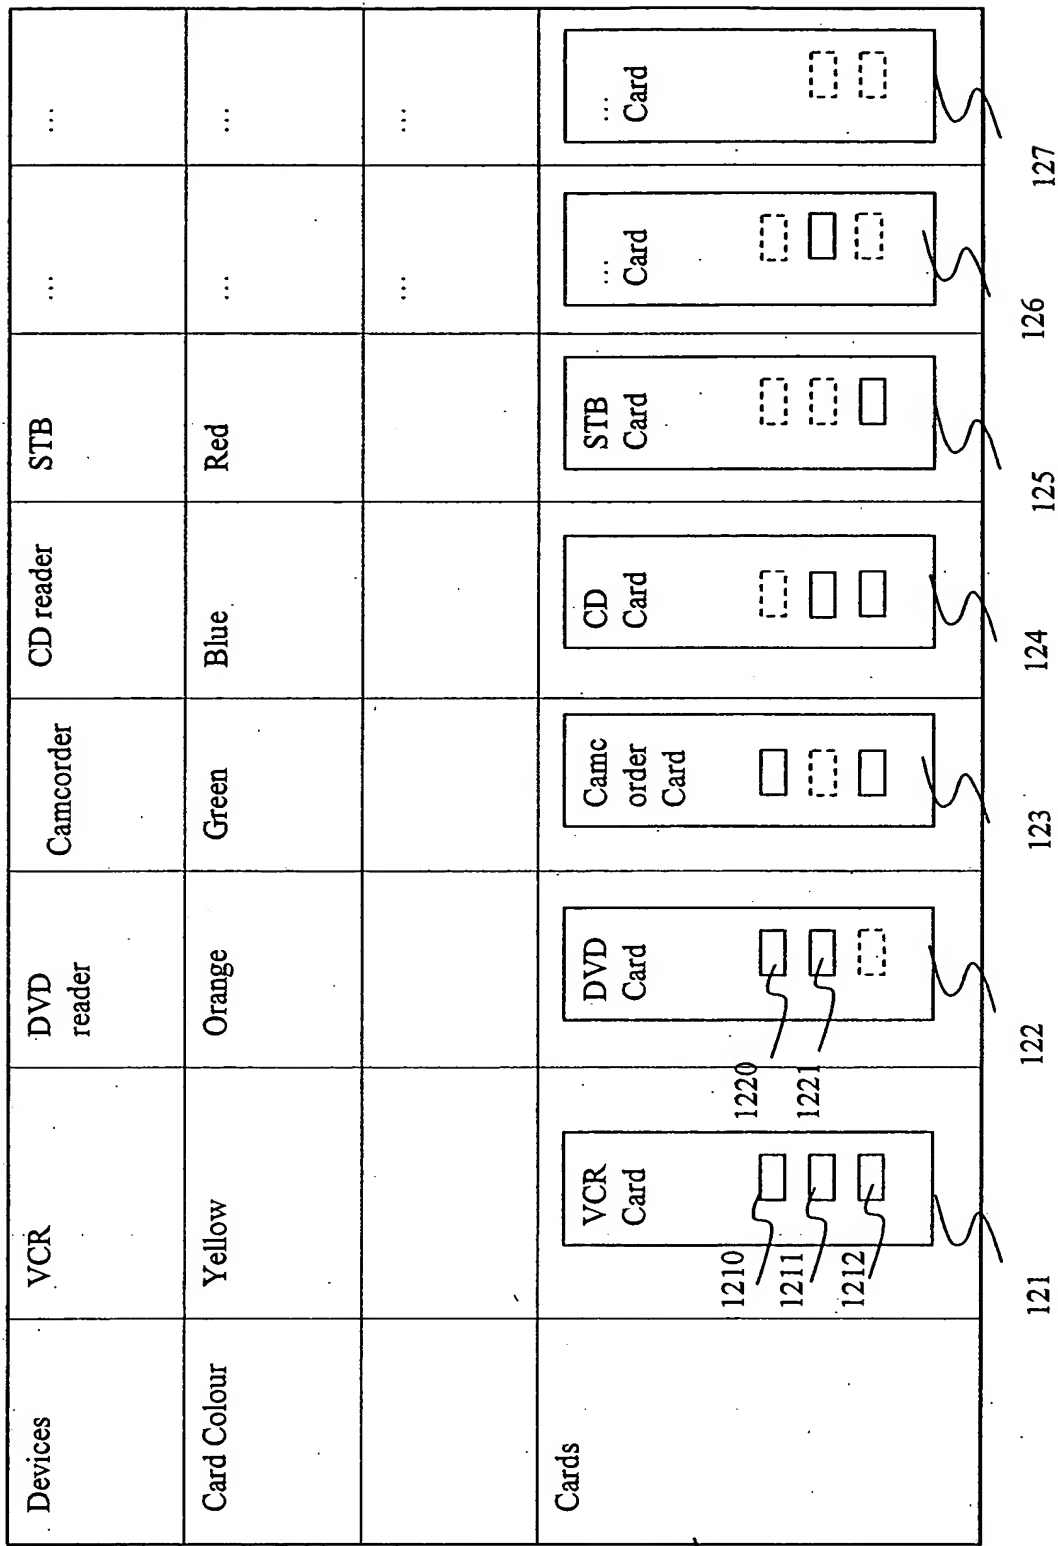 Devices
VCR
DVD
reader
Camcorder
CD reader
STB
...
...
Card Colour
Yellow
Orange
Green
Blue
Red
...
...
...
...
Cards
VCR
Card
1210
1211
1212
DVD
Card
1220
1221
Camc
order
Card
CD
Card
STB
Card
...
Card
...
Card
121
122
123
124
125
126
127